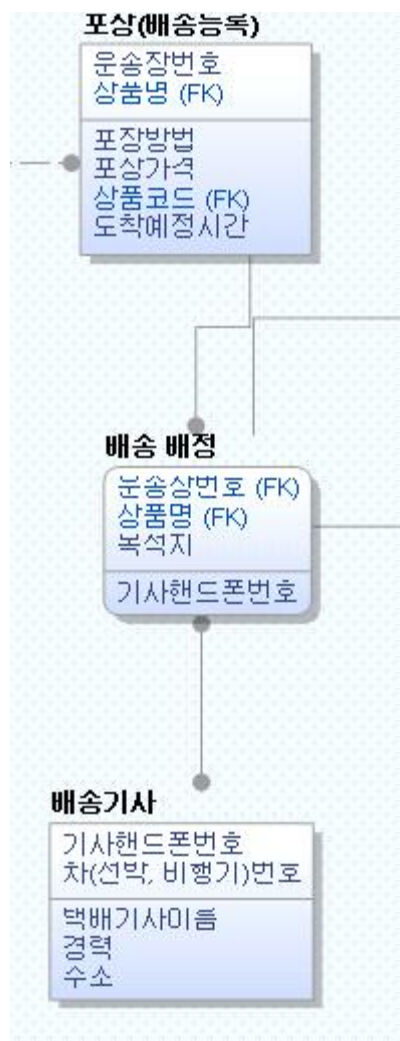 포장(배송등록)
운송장번호
상품명 (FK)
포장방법
포장가격
상품코드 (FK)
도착예정시간
배송 배정
운송장번호 (FK)
상품명 (FK)
목적지
기사핸드폰번호
배송기사
기사핸드폰번호
차(선박, 비행기)번호
택배기사이름
경력
주소